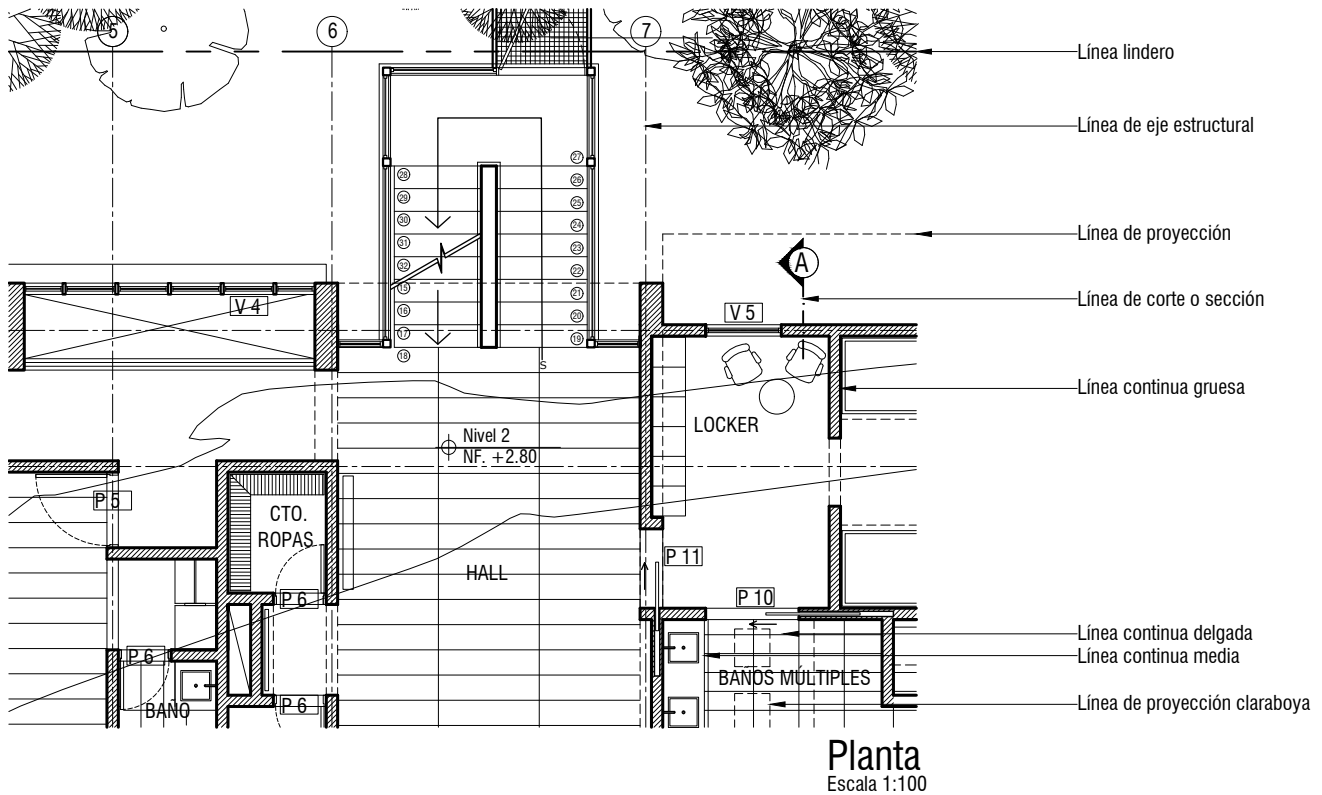 5
6
7
Línea lindero
Línea de eje estructural
27
28
26
29
25
30
24
31
23
32
22
15
21
16
20
17
19
18
S
Línea de proyección
A
Línea de corte o sección
V 4
V 5
Línea continua gruesa
LOCKER
Nivel 2
NF. +2.80
P 5
CTO.
ROPAS
HALL
P 11
P 6
P 10
Línea continua delgada
P 6
Línea continua media
BAÑOS MÚLTIPLES
BAÑO
P 6
Línea de proyección claraboya
Planta
Escala 1:100